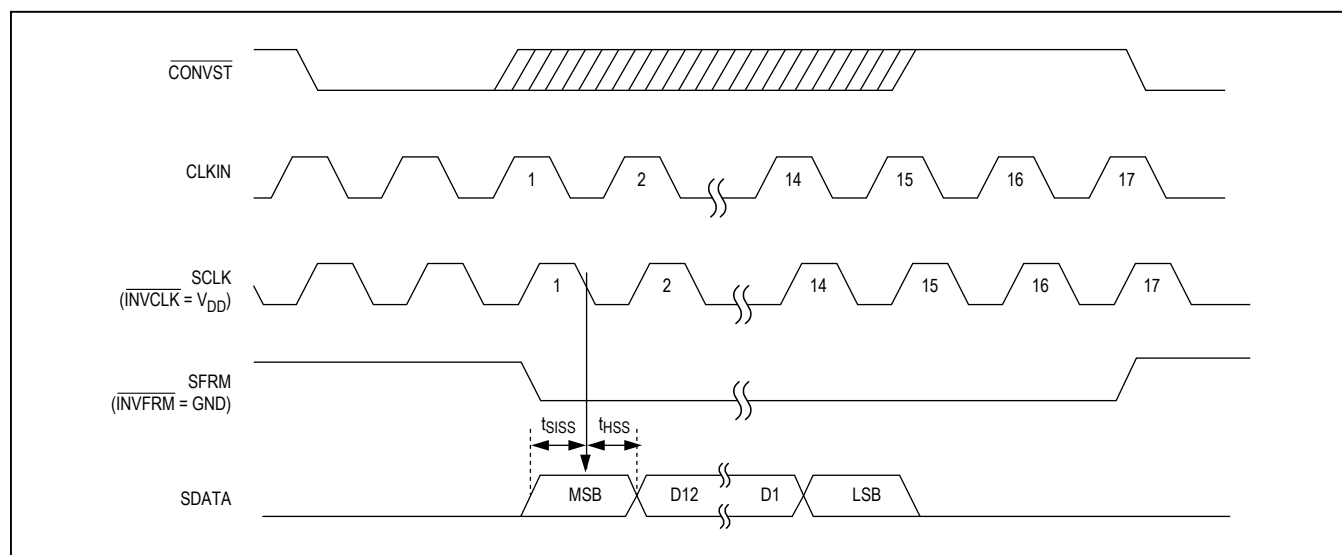 CONVST
CLKIN
1 2 14 15 16 17
SCLK
(INVCLK = VDD)
1 2 14 15 16 17
SFRM
(INVFRM = GND)
tSISS tHSS
SDATA
MSB D12 D1 LSB